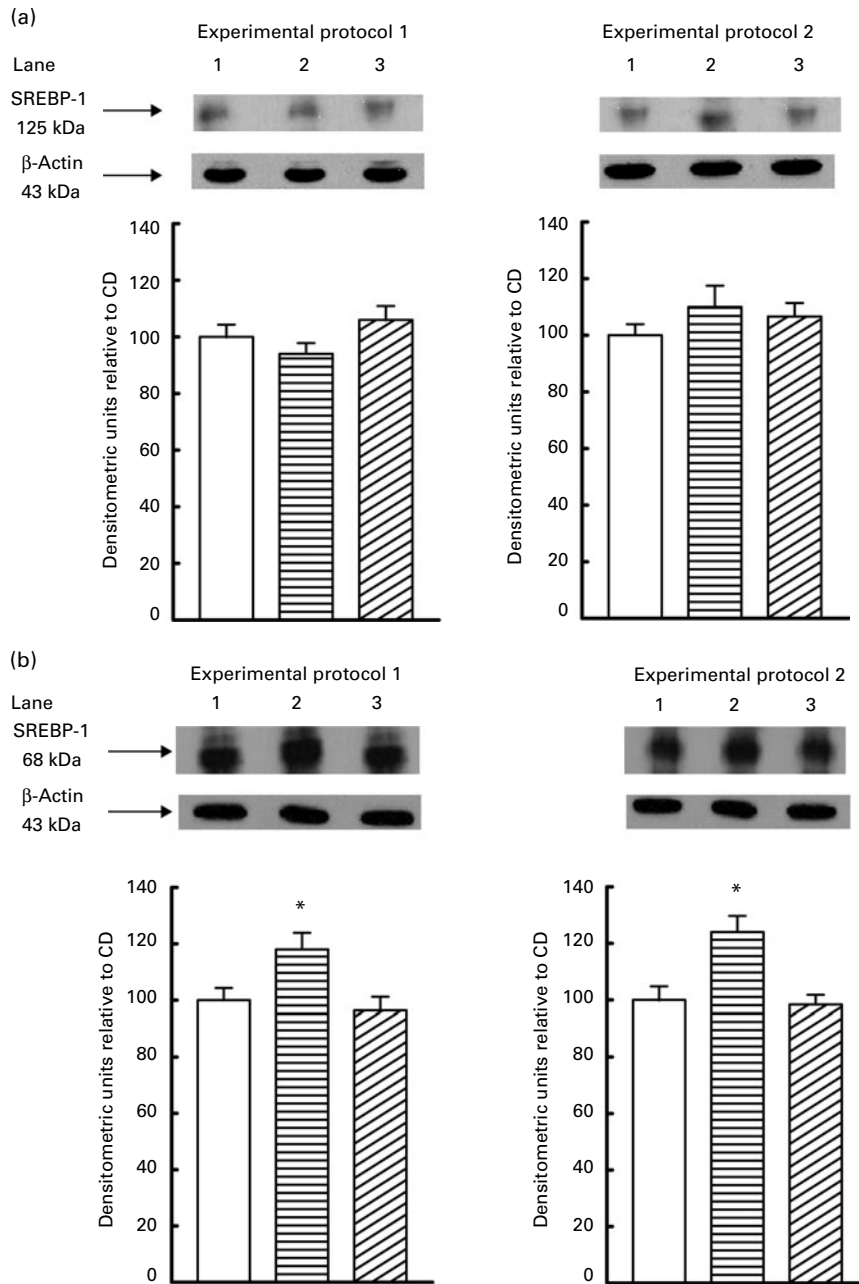 (a)
Experimental protocol 1
Experimental protocol 2
Lane
1 2 3
1 2 3
SREBP-1
125 kDa
β-Actin
43 kDa
Densitometric units relative to CD
140
120
100
80
60
40
20
0
Densitometric units relative to CD
140
120
100
80
60
40
20
0
(b)
Experimental protocol 1
Experimental protocol 2
Lane
1 2 3
1 2 3
SREBP-1
68 kDa
β-Actin
43 kDa
Densitometric units relative to CD
140
120
100
80
60
40
20
0
*
Densitometric units relative to CD
140
120
100
80
60
40
20
0
*